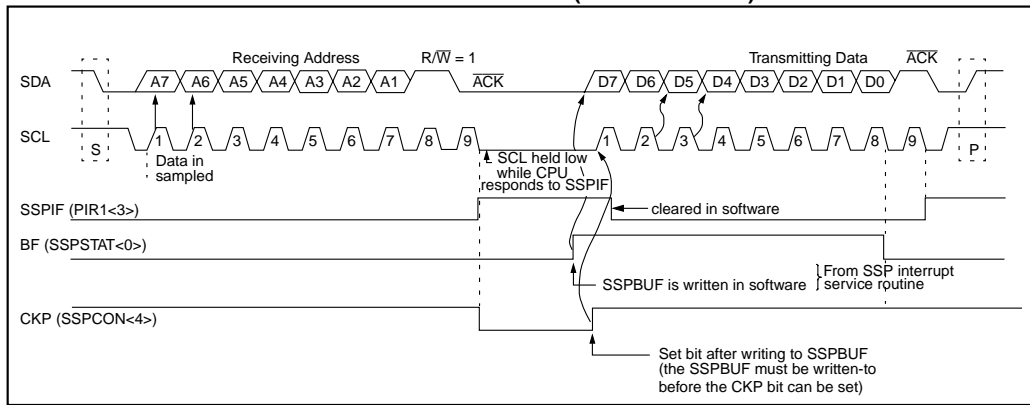 Receiving Address
R/W̅ = 1
Transmitting Data
A̅C̅K̅
SDA
A7 A6 A5 A4 A3 A2 A1
A̅C̅K̅
D7 D6 D5 D4 D3 D2 D1 D0
SCL
S
1 2 3 4 5 6 7 8 9
1 2 3 4 5 6 7 8 9
P
Data in
sampled
SCL held low
while CPU
responds to SSPIF
SSPIF (PIR1<3>)
cleared in software
BF (SSPSTAT<0>)
SSPBUF is written in software
From SSP interrupt
service routine
CKP (SSPCON<4>)
Set bit after writing to SSPBUF
(the SSPBUF must be written-to
before the CKP bit can be set)